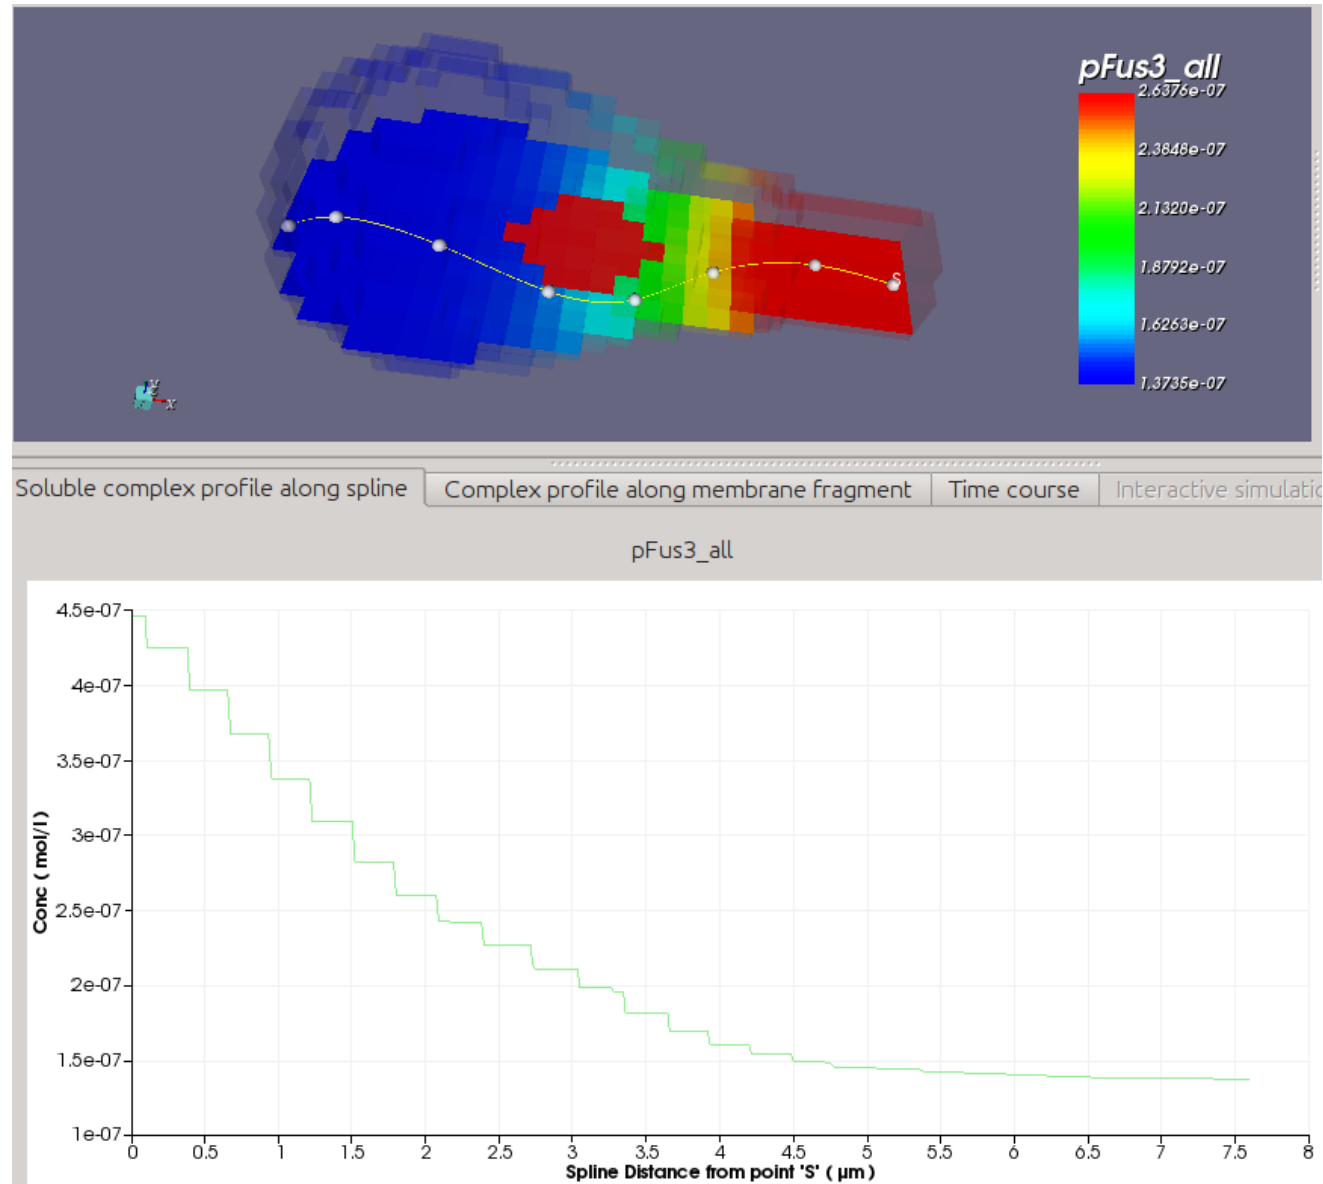 pFus3_all
2.6376e-07
2.3848e-07
2.1320e-07
1.8792e-07
1.6263e-07
1.3735e-07
S
Y
Z
X
Soluble complex profile along spline
Complex profile along membrane fragment
Time course
Interactive simulatic
pFus3_all
4.5e-07
4e-07
3.5e-07
3e-07
2.5e-07
2e-07
1.5e-07
1e-07
Conc ( mol/l )
0 0.5 1 1.5 2 2.5 3 3.5 4 4.5 5 5.5 6 6.5 7 7.5 8
Spline Distance from point 'S' ( µm )